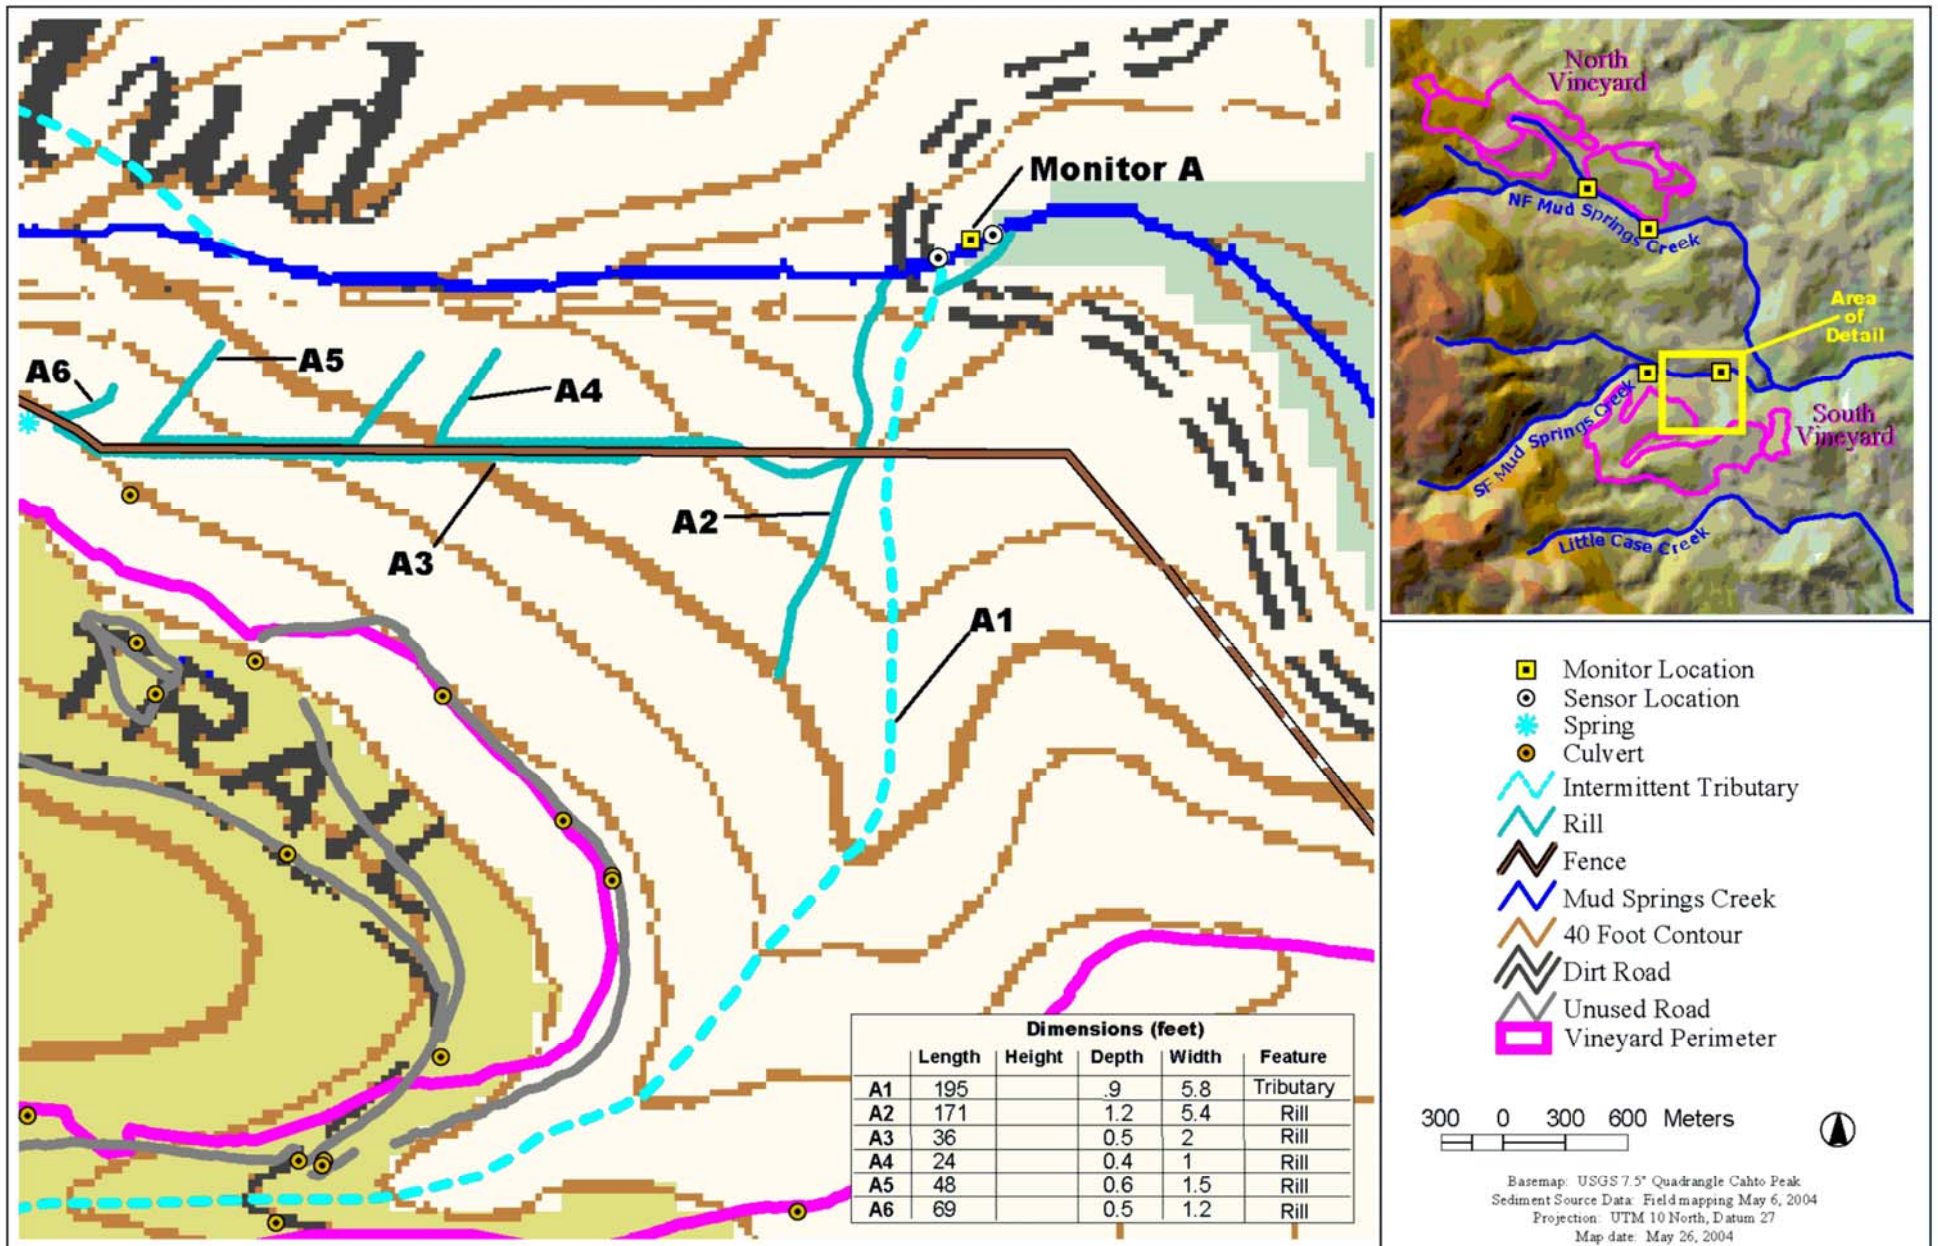 Mud
Monitor A
A6
A5
A4
A3
A2
A1
Dimensions (feet)
Length Height Depth Width Feature
A1 195 .9 5.8 Tributary
A2 171 1.2 5.4 Rill
A3 36 0.5 2 Rill
A4 24 0.4 1 Rill
A5 48 0.6 1.5 Rill
A6 69 0.5 1.2 Rill
North
Vineyard
NF Mud Springs Creek
Area
of
Detail
South
Vineyard
SF Mud Springs Creek
Little Case Creek
Monitor Location
Sensor Location
Spring
Culvert
Intermittent Tributary
Rill
Fence
Mud Springs Creek
40 Foot Contour
Dirt Road
Unused Road
Vineyard Perimeter
300 0 300 600 Meters
Basemap: USGS 7.5" Quadrangle Cahto Peak
Sediment Source Data: Field mapping May 6, 2004
Projection: UTM 10 North, Datum 27
Map date: May 26, 2004